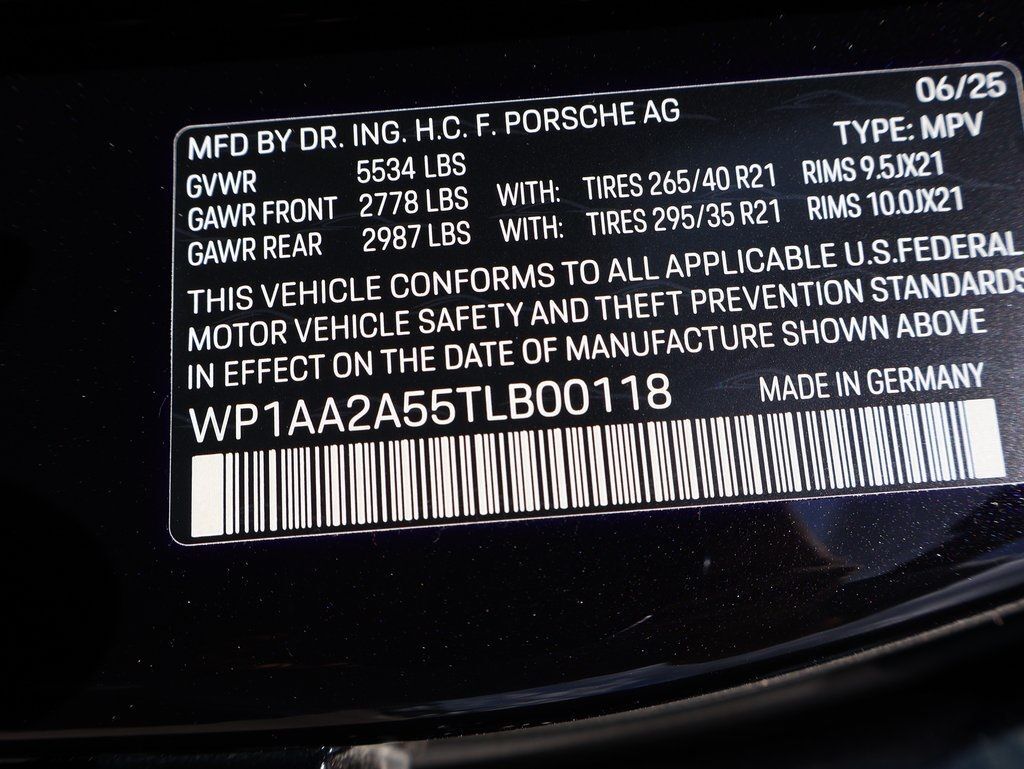 06/25
MFD BY DR. ING. H.C. F. PORSCHE AG TYPE: MPV
GVWR 5534 LBS
GAWR FRONT 2778 LBS WITH: TIRES 265/40 R21 RIMS 9.5JX21
GAWR REAR 2987 LBS WITH: TIRES 295/35 R21 RIMS 10.0JX21
THIS VEHICLE CONFORMS TO ALL APPLICABLE U.S.FEDERAL
MOTOR VEHICLE SAFETY AND THEFT PREVENTION STANDARDS
IN EFFECT ON THE DATE OF MANUFACTURE SHOWN ABOVE
WP1AA2A55TLB00118 MADE IN GERMANY